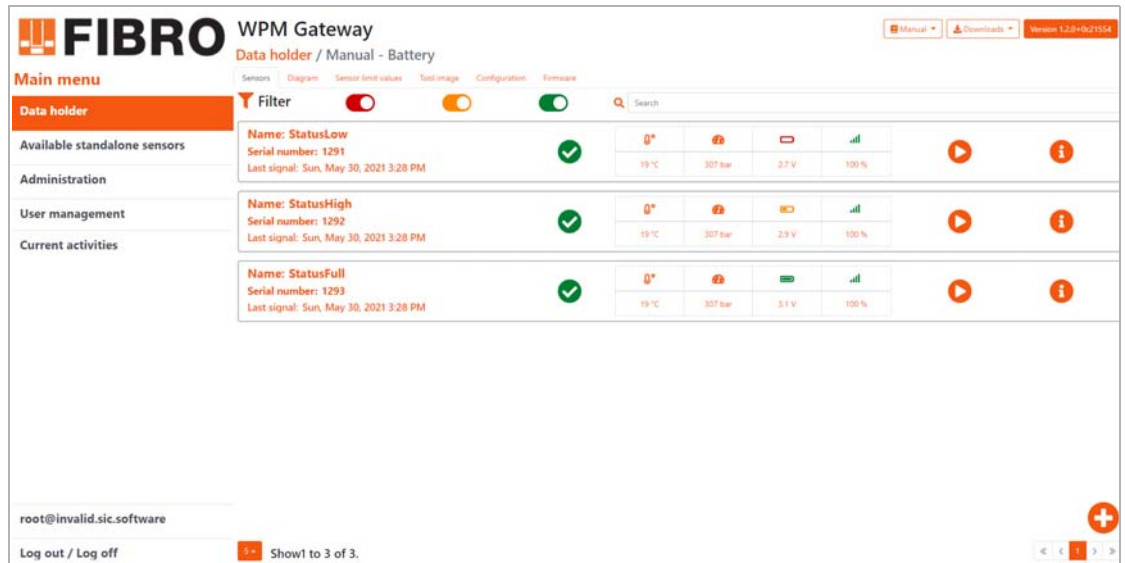 FIBRO
WPM Gateway
Manual
Downloads
Version 1.2.0+0c21554
Data holder / Manual - Battery
Main menu
Sensors Diagram Sensor limit values Tool image Configuration Firmware
Filter
Search
Data holder
Available standalone sensors
Administration
User management
Current activities
Name: StatusLow
Serial number: 1291
Last signal: Sun, May 30, 2021 3:28 PM
19 °C 307 bar 2.7 V 100 %
Name: StatusHigh
Serial number: 1292
Last signal: Sun, May 30, 2021 3:28 PM
19 °C 307 bar 2.9 V 100 %
Name: StatusFull
Serial number: 1293
Last signal: Sun, May 30, 2021 3:28 PM
19 °C 307 bar 3.1 V 100 %
root@invalid.sic.software
Log out / Log off
5
Show1 to 3 of 3.
« ‹ 1 › »